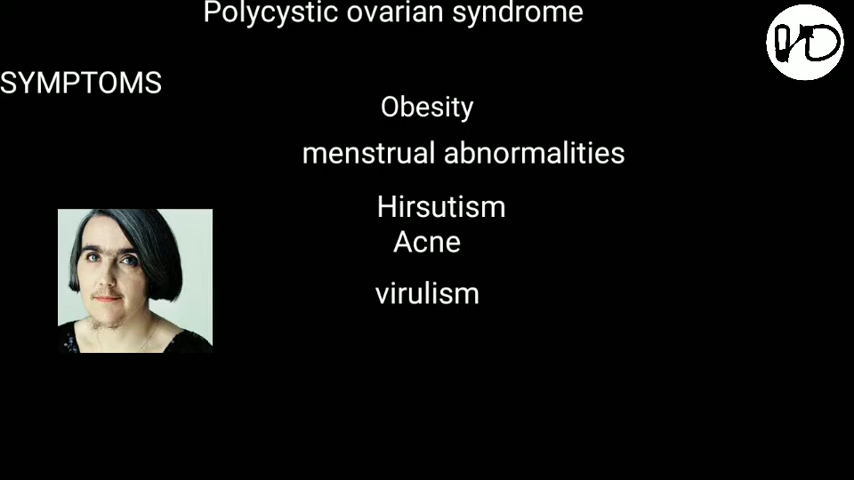 Polycystic ovarian syndrome
SYMPTOMS
Obesity
menstrual abnormalities
Hirsutism
Acne
virulism